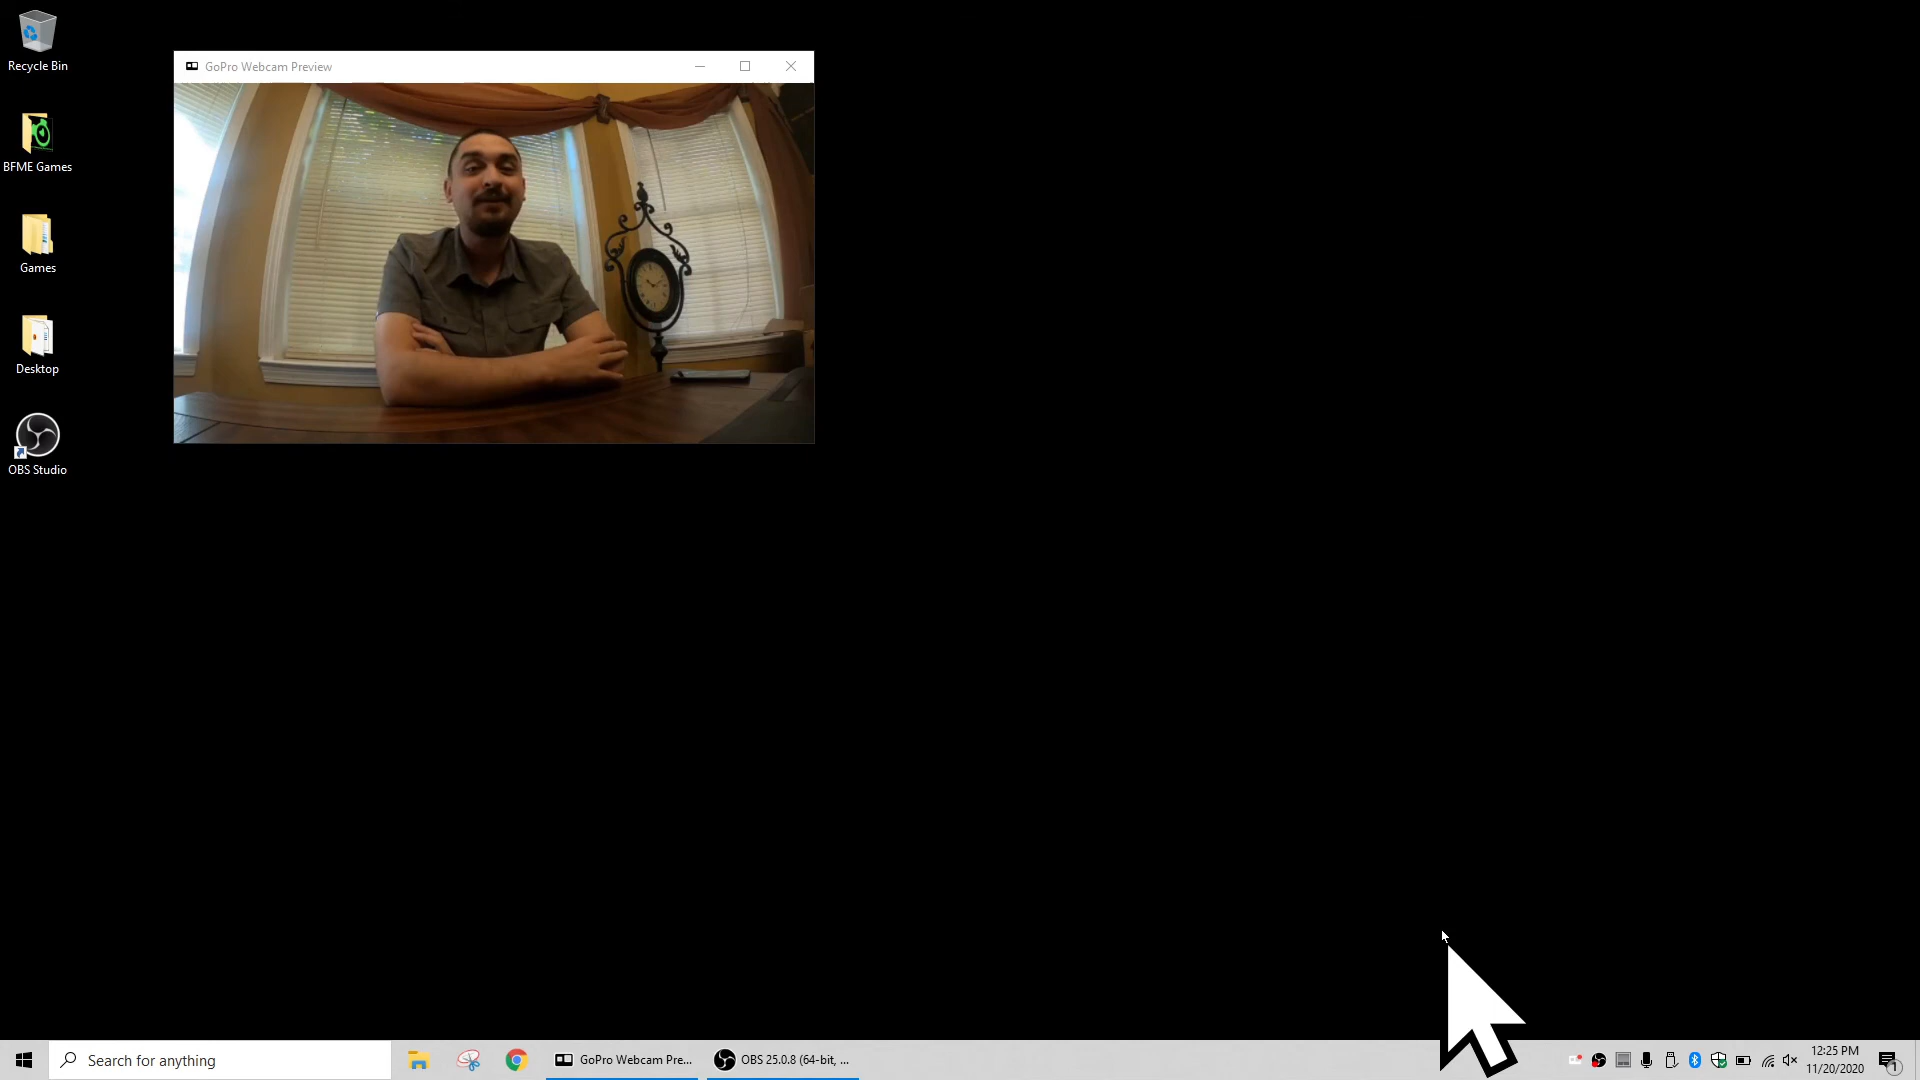 Recycle Bin
BFME Games
Games
Desktop
OBS Studio
GoPro Webcam Preview
Search for anything
GoPro Webcam Pre...
OBS 25.0.8 (64-bit, ...
12:25 PM
11/20/2020
1